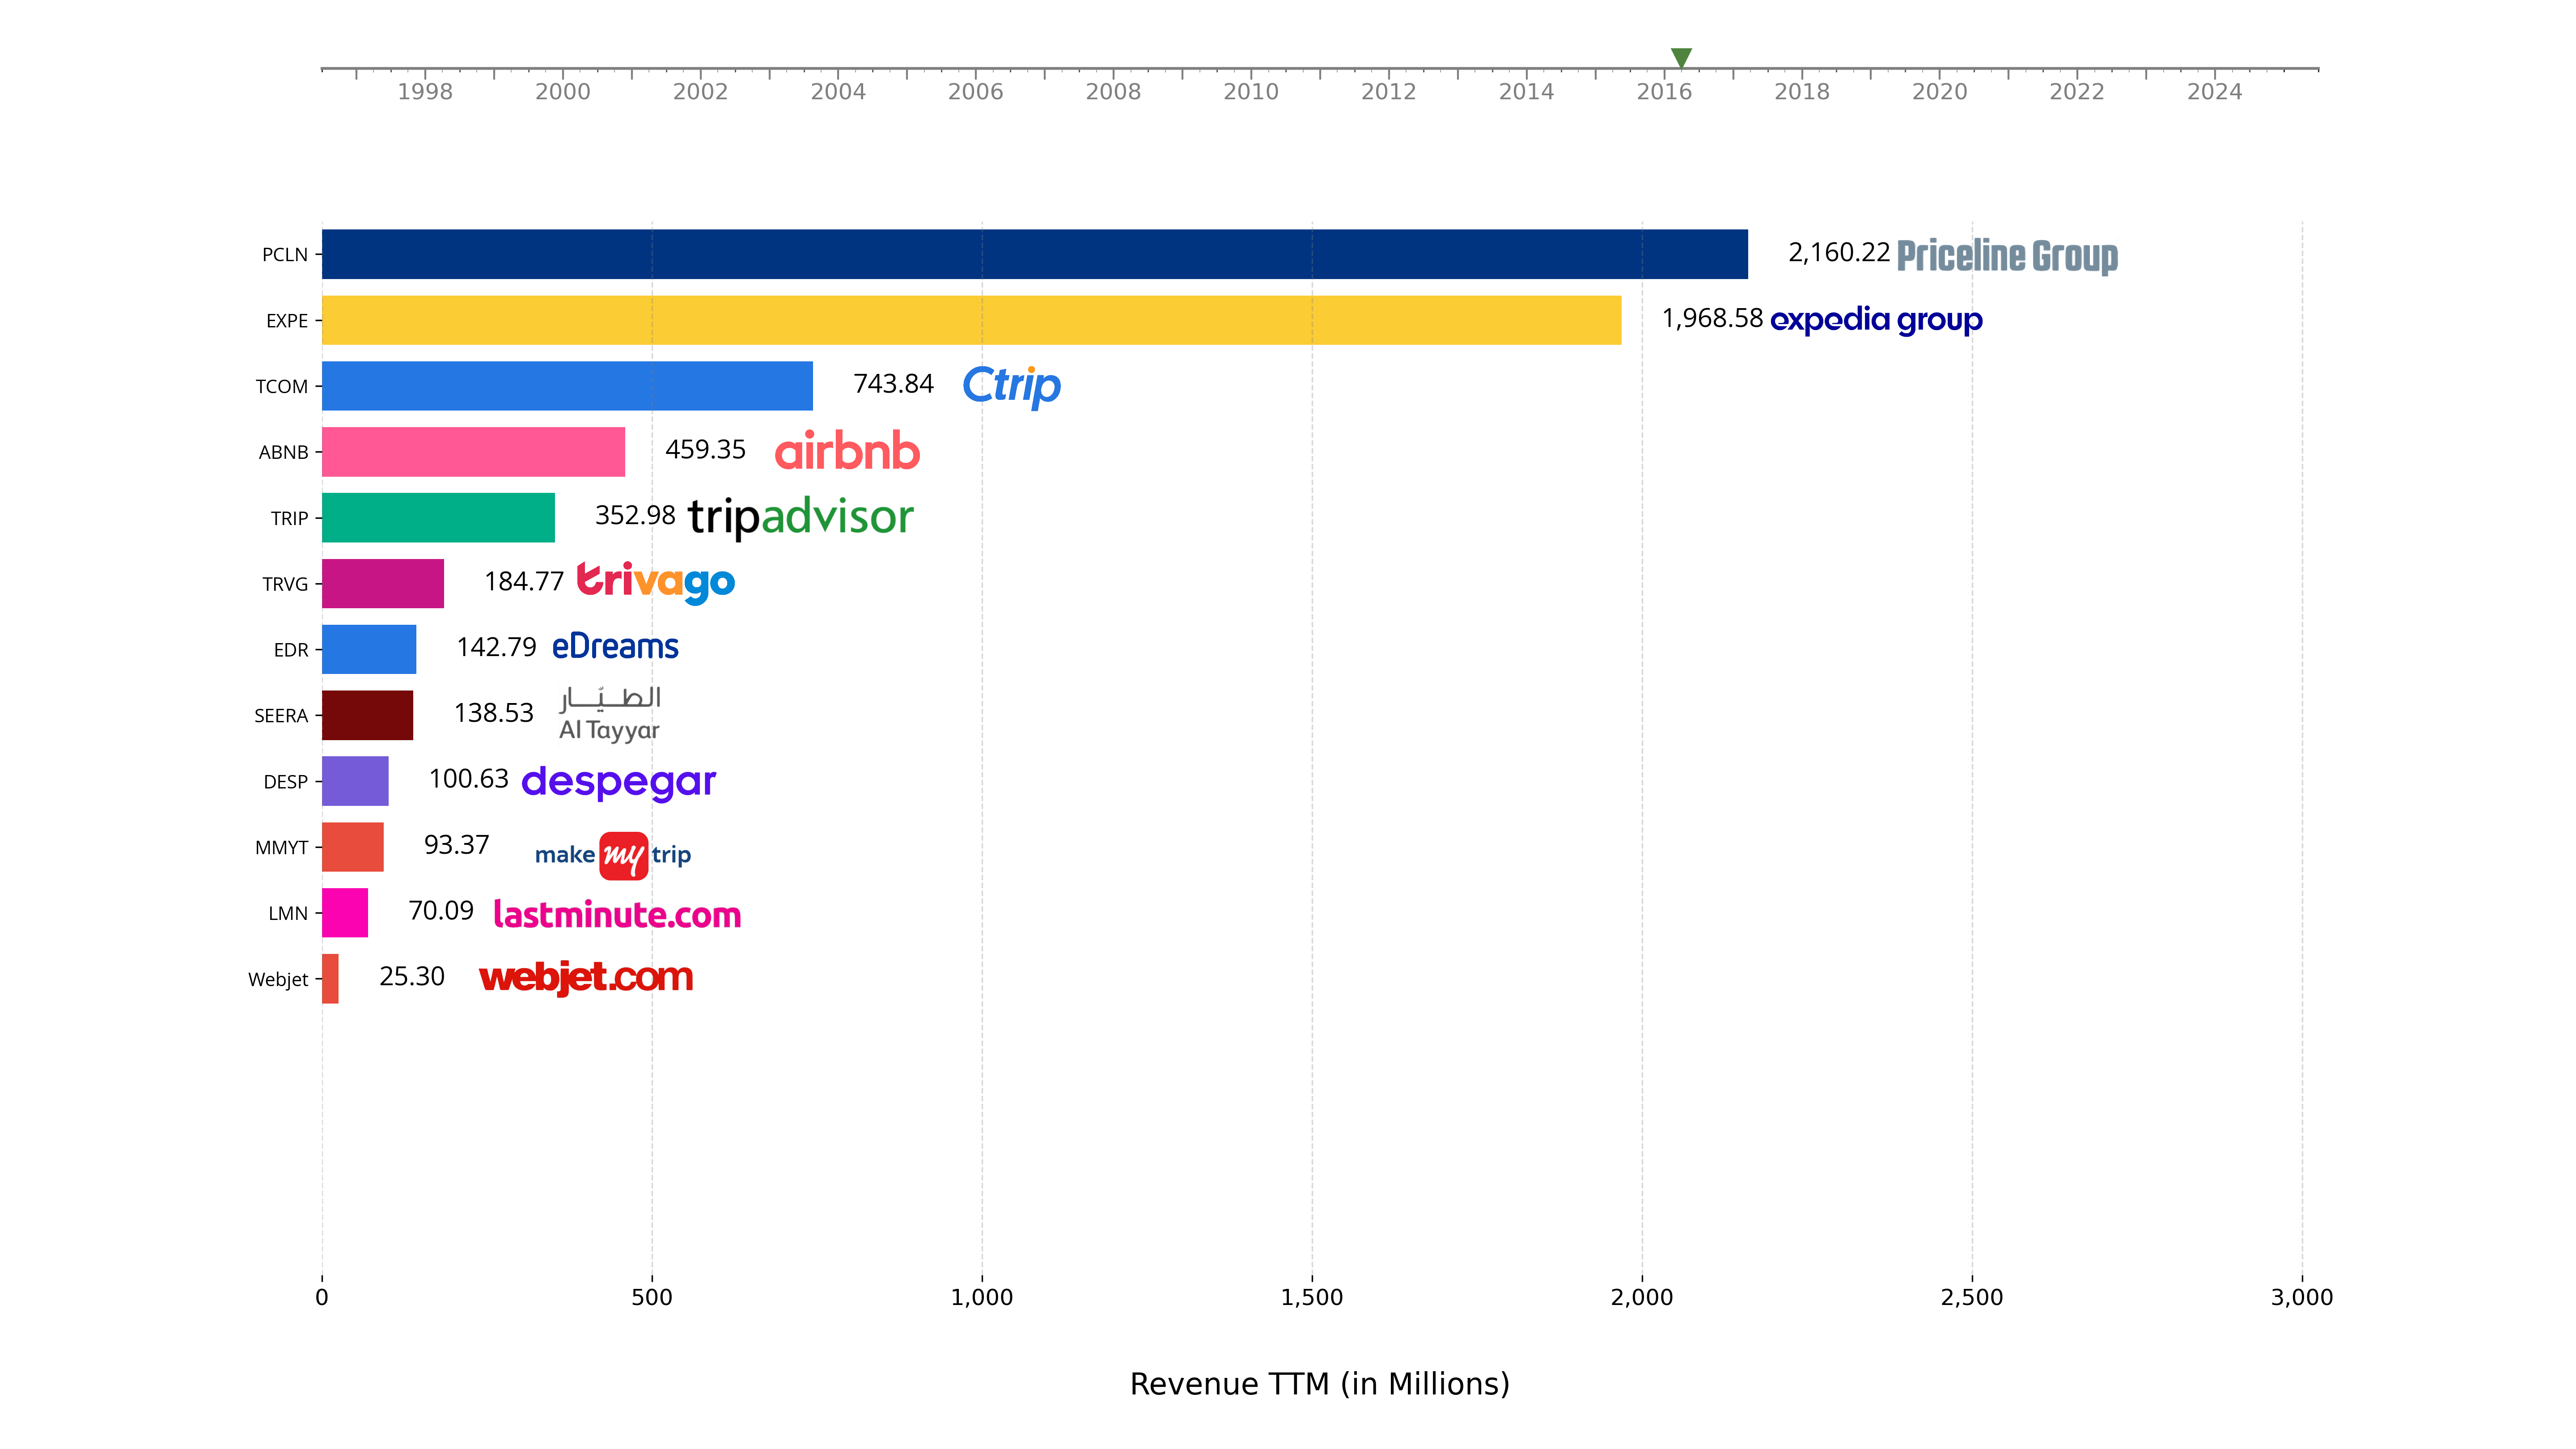 1998 2000 2002 2004 2006 2008 2010 2012 2014 2016 2018 2020 2022 2024
PCLN 2,160.22 Priceline Group
EXPE 1,968.58 expedia group
TCOM 743.84 Ctrip
ABNB 459.35 airbnb
TRIP 352.98 tripadvisor
TRVG 184.77 trivago
EDR 142.79 eDreams
الطيّار
SEERA 138.53 Al Tayyar
DESP 100.63 despegar
MMYT 93.37 make my trip
LMN 70.09 lastminute.com
Webjet 25.30 webjet.com
0 500 1,000 1,500 2,000 2,500 3,000
Revenue TTM (in Millions)